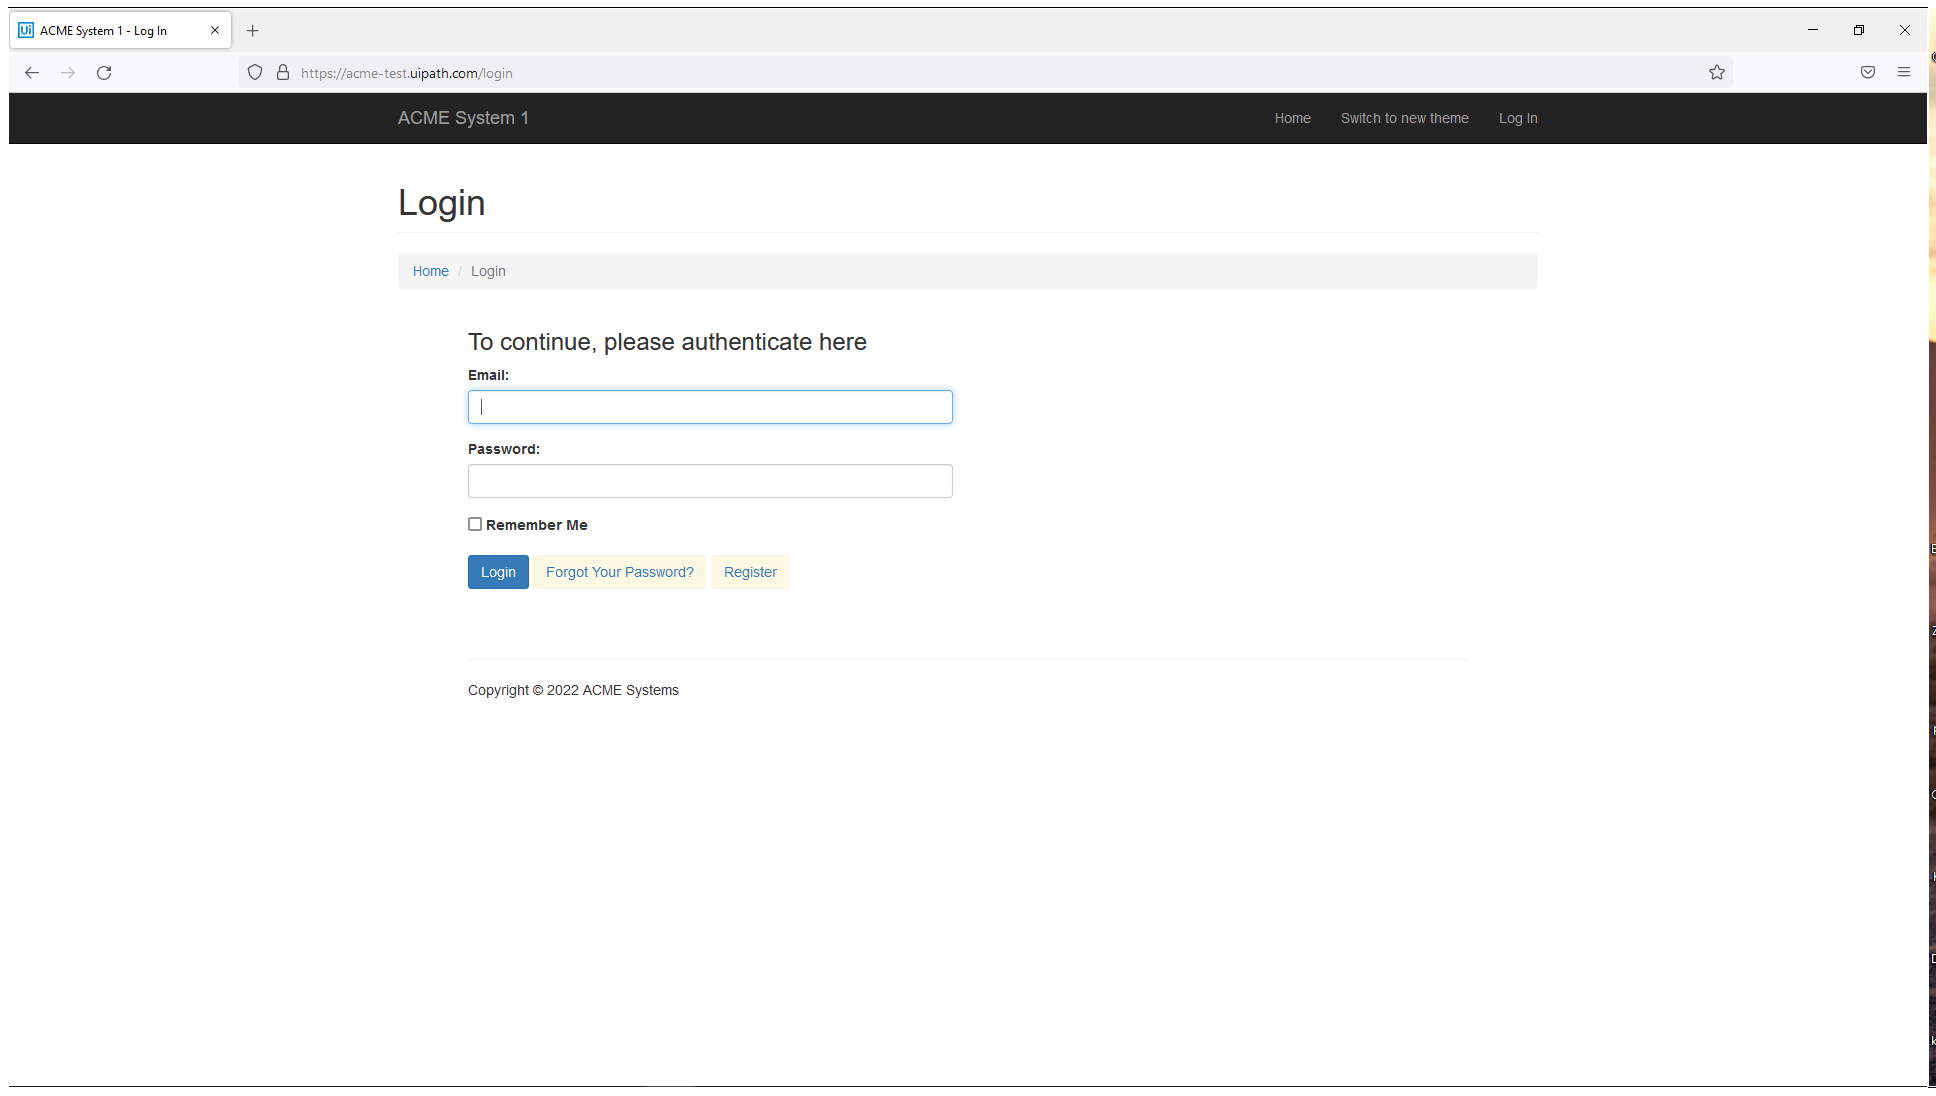 Ui ACME System 1 - Log In
https://acme-test.uipath.com/login
ACME System 1 Home Switch to new theme Log In
Login
Home / Login
To continue, please authenticate here
Email:
Password:
Remember Me
Login Forgot Your Password? Register
Copyright © 2022 ACME Systems